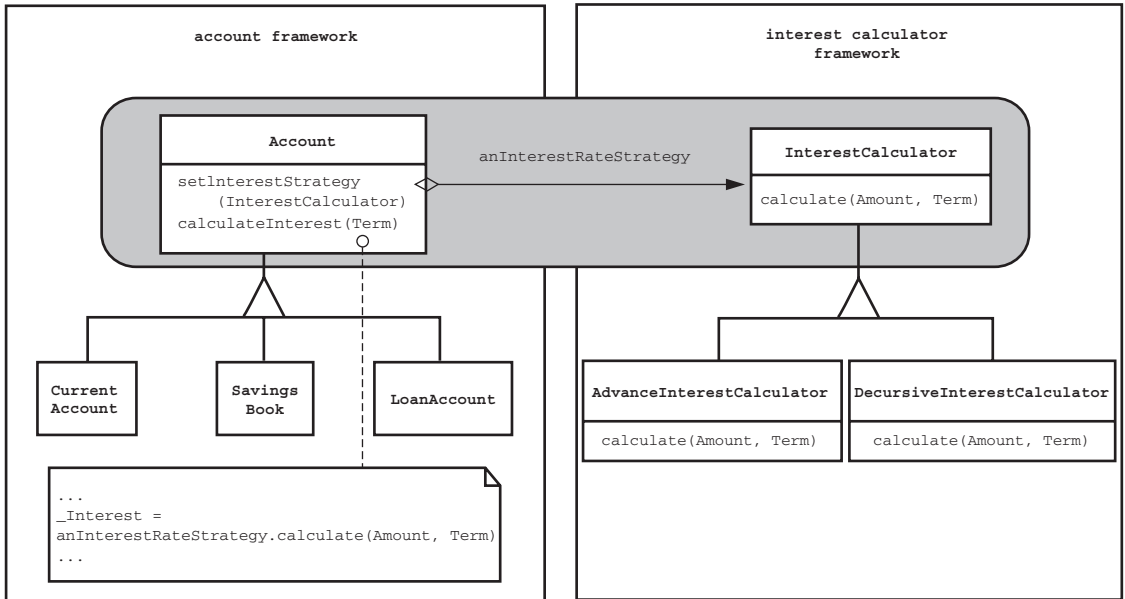 account framework
interest calculator
framework
Account
setInterestStrategy
(InterestCalculator)
calculateInterest(Term)
anInterestRateStrategy
InterestCalculator
calculate(Amount, Term)
Current
Account
Savings
Book
LoanAccount
AdvanceInterestCalculator
calculate(Amount, Term)
DecursiveInterestCalculator
calculate(Amount, Term)
...
_Interest =
anInterestRateStrategy.calculate(Amount, Term)
...